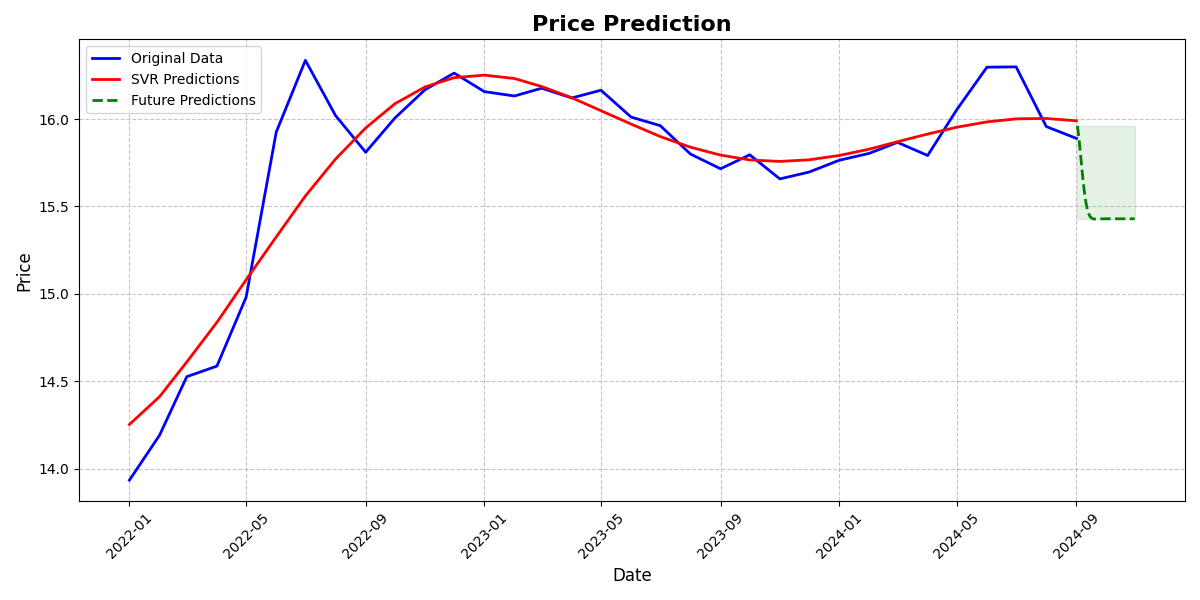 Price Prediction
Original Data
SVR Predictions
Future Predictions
Price
16.0
15.5
15.0
14.5
14.0
2022-01
2022-05
2022-09
2023-01
2023-05
2023-09
2024-01
2024-05
2024-09
Date